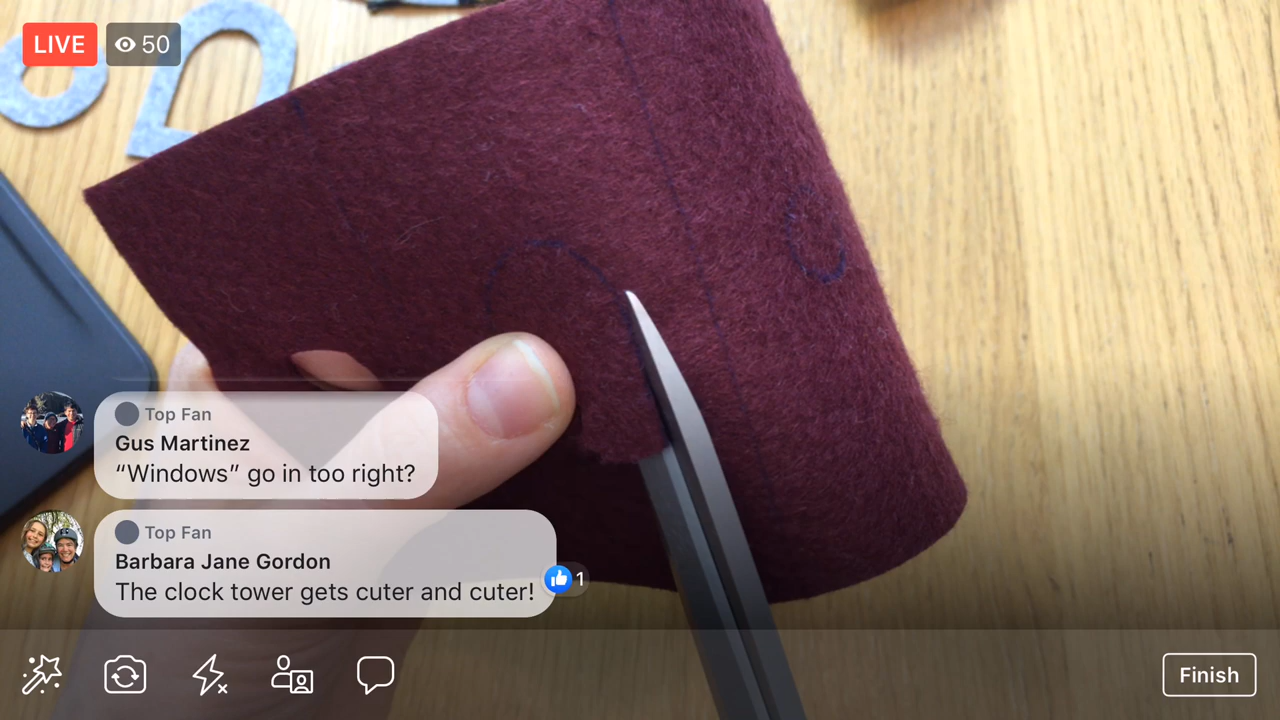 LIVE
50
Top Fan
Gus Martinez
“Windows” go in too right?
Top Fan
Barbara Jane Gordon
The clock tower gets cuter and cuter!
1
Finish